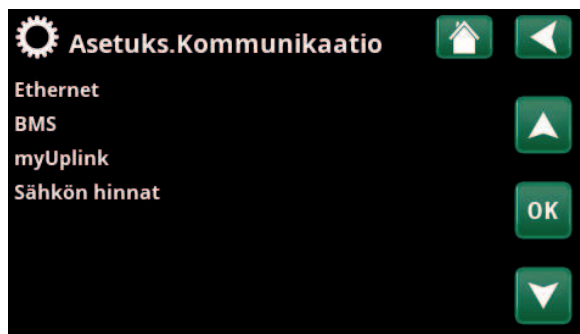 Asetuks.Kommunikaatio
Ethernet
BMS
myUplink
Sähkön hinnat
OK